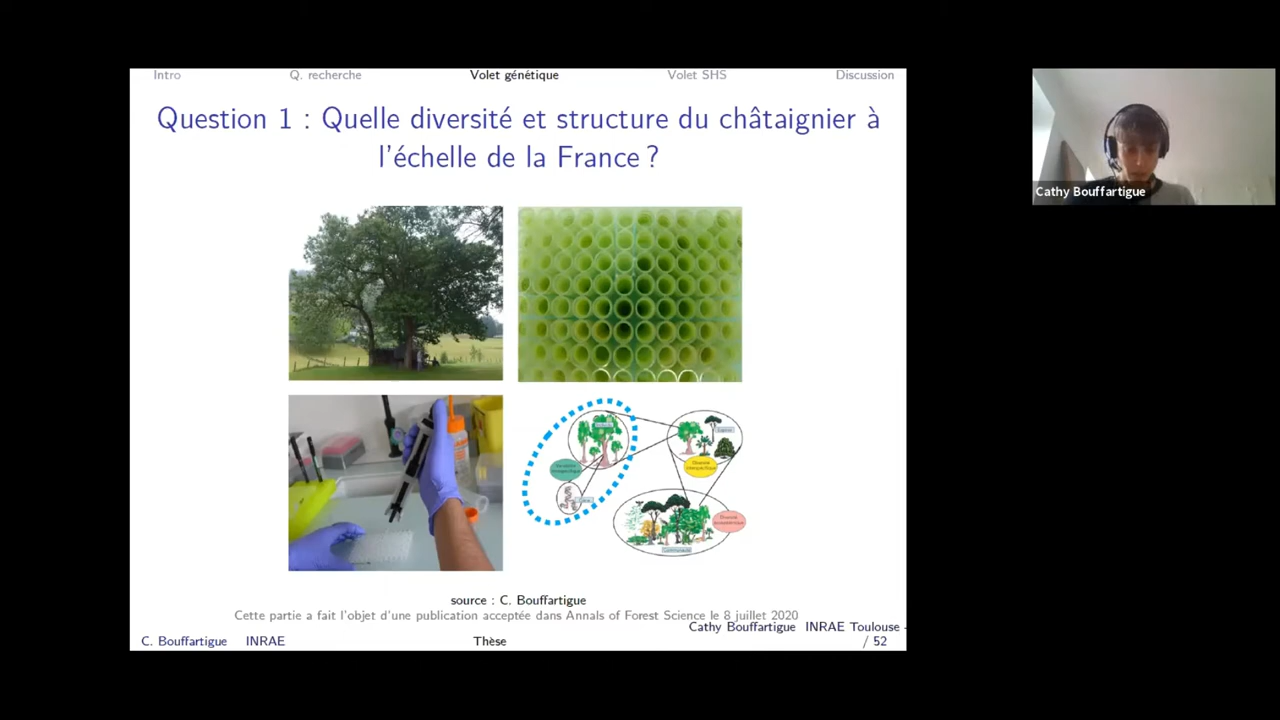 Intro Q. recherche Volet génétique Volet SHS Discussion
Question 1 : Quelle diversité et structure du châtaignier à
l'échelle de la France ?
Cathy Bouffartigue
Communauté
source : C. Bouffartigue
Cette partie a fait l'objet d'une publication acceptée dans Annals of Forest Science le 8 juillet 2020
Cathy Bouffartigue INRAE Toulouse -
C. Bouffartigue INRAE Thèse / 52